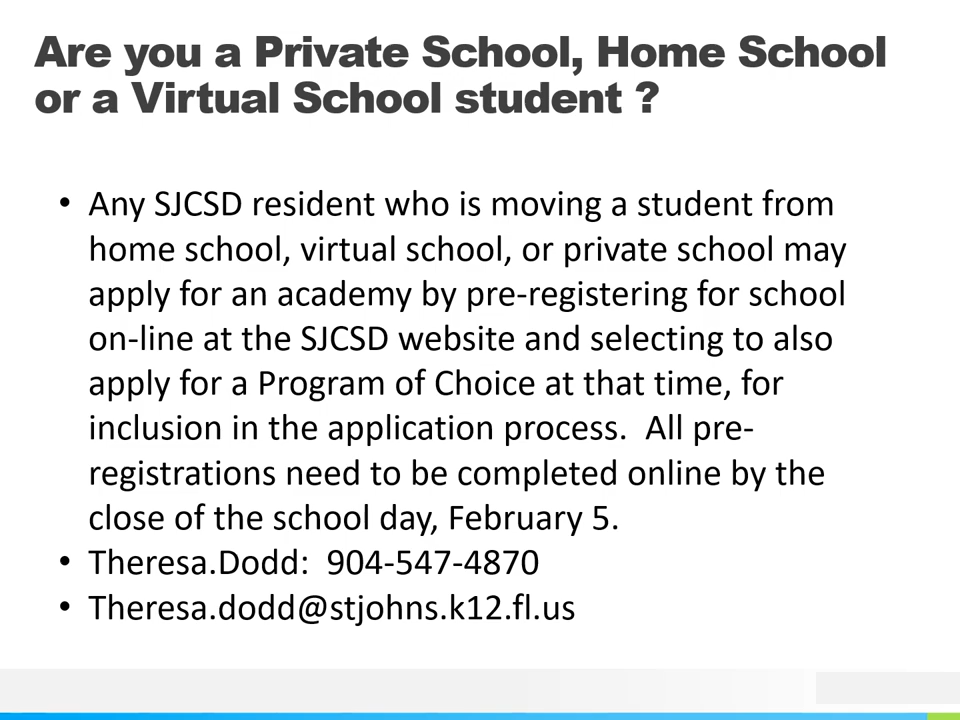 Are you a Private School, Home School
or a Virtual School student ?
• Any SJCSD resident who is moving a student from
home school, virtual school, or private school may
apply for an academy by pre-registering for school
on-line at the SJCSD website and selecting to also
apply for a Program of Choice at that time, for
inclusion in the application process.  All pre-
registrations need to be completed online by the
close of the school day, February 5.
• Theresa.Dodd:  904-547-4870
• Theresa.dodd@stjohns.k12.fl.us